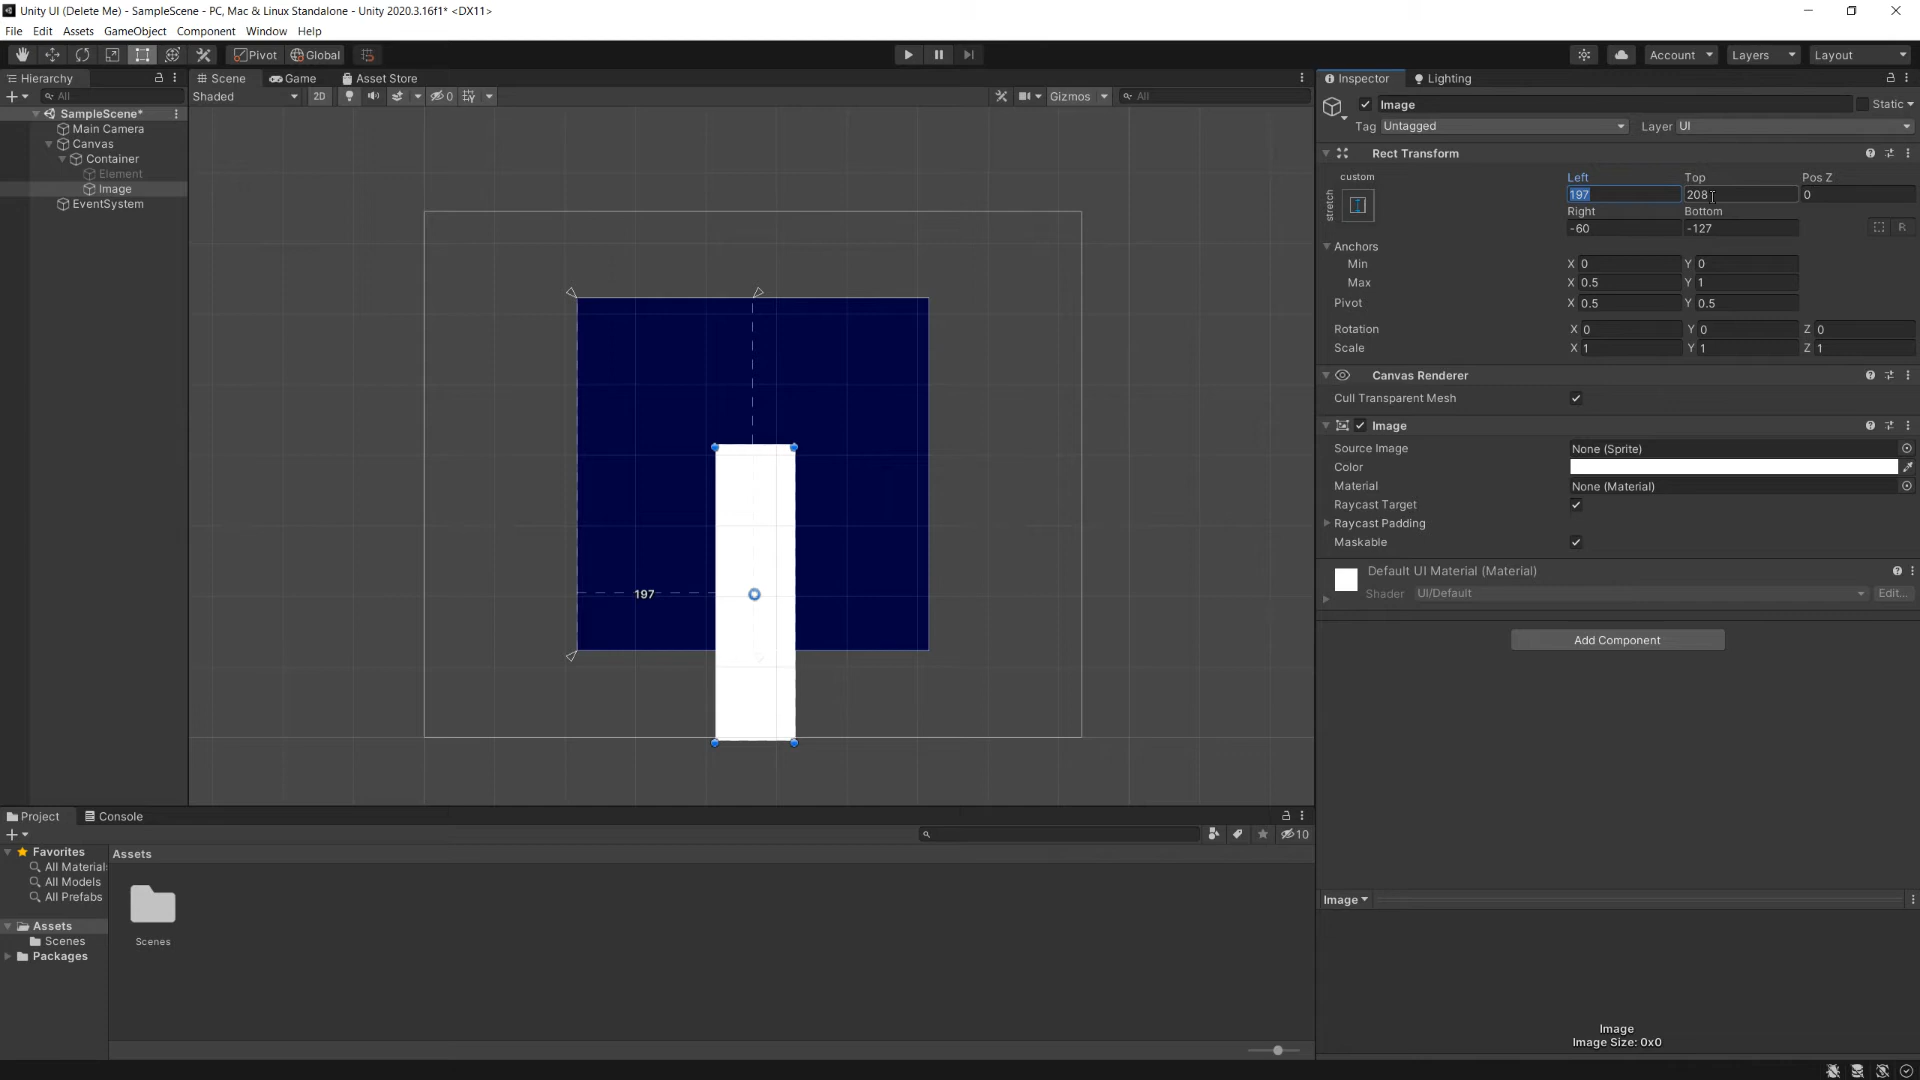 Unity UI (Delete Me) - SampleScene - PC, Mac & Linux Standalone - Unity 2020.3.16f1* <DX11>
File Edit Assets GameObject Component Window Help
Pivot Global Account Layers Layout
Hierarchy Scene Game Asset Store Inspector Lighting
All Shaded 2D 0 Gizmos All
SampleScene*
Main Camera
Canvas
Container
Element
Image
EventSystem
197
Image Static
Tag Untagged Layer UI
Rect Transform
custom Left Top Pos Z
stretch 197 208 0
Right Bottom
-60 -127 R
Anchors
Min X 0 Y 0
Max X 0.5 Y 1
Pivot X 0.5 Y 0.5
Rotation X 0 Y 0 Z 0
Scale X 1 Y 1 Z 1
Canvas Renderer
Cull Transparent Mesh
Image
Source Image None (Sprite)
Color
Material None (Material)
Raycast Target
Raycast Padding
Maskable
Default UI Material (Material)
Shader UI/Default Edit...
Add Component
Project Console
10
Favorites Assets
All Material
All Models
All Prefabs
Assets
Scenes
Packages
Scenes
Image
Image
Image Size: 0x0